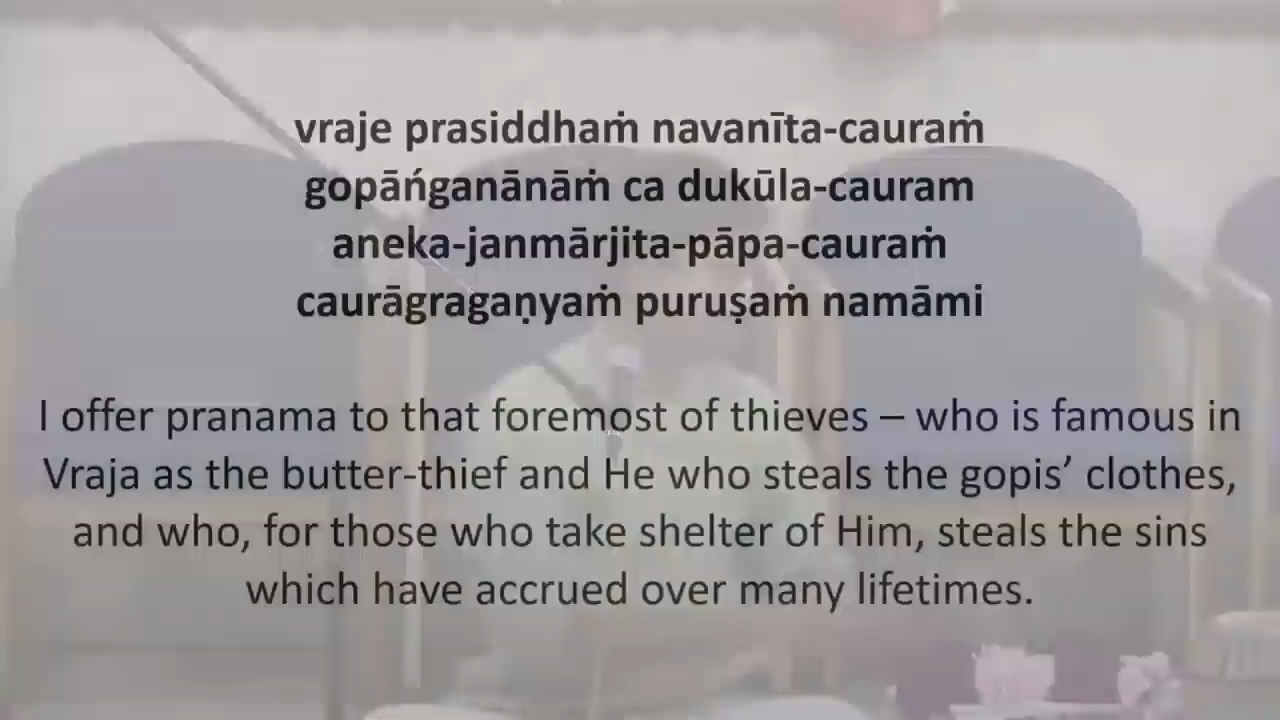 vraje prasiddhaṁ navanīta-cauraṁ
gopāńganānāṁ ca dukūla-cauram
aneka-janmārjita-pāpa-cauraṁ
caurāgragaṇyaṁ puruṣaṁ namāmi
I offer pranama to that foremost of thieves – who is famous in
Vraja as the butter-thief and He who steals the gopis’ clothes,
and who, for those who take shelter of Him, steals the sins
which have accrued over many lifetimes.